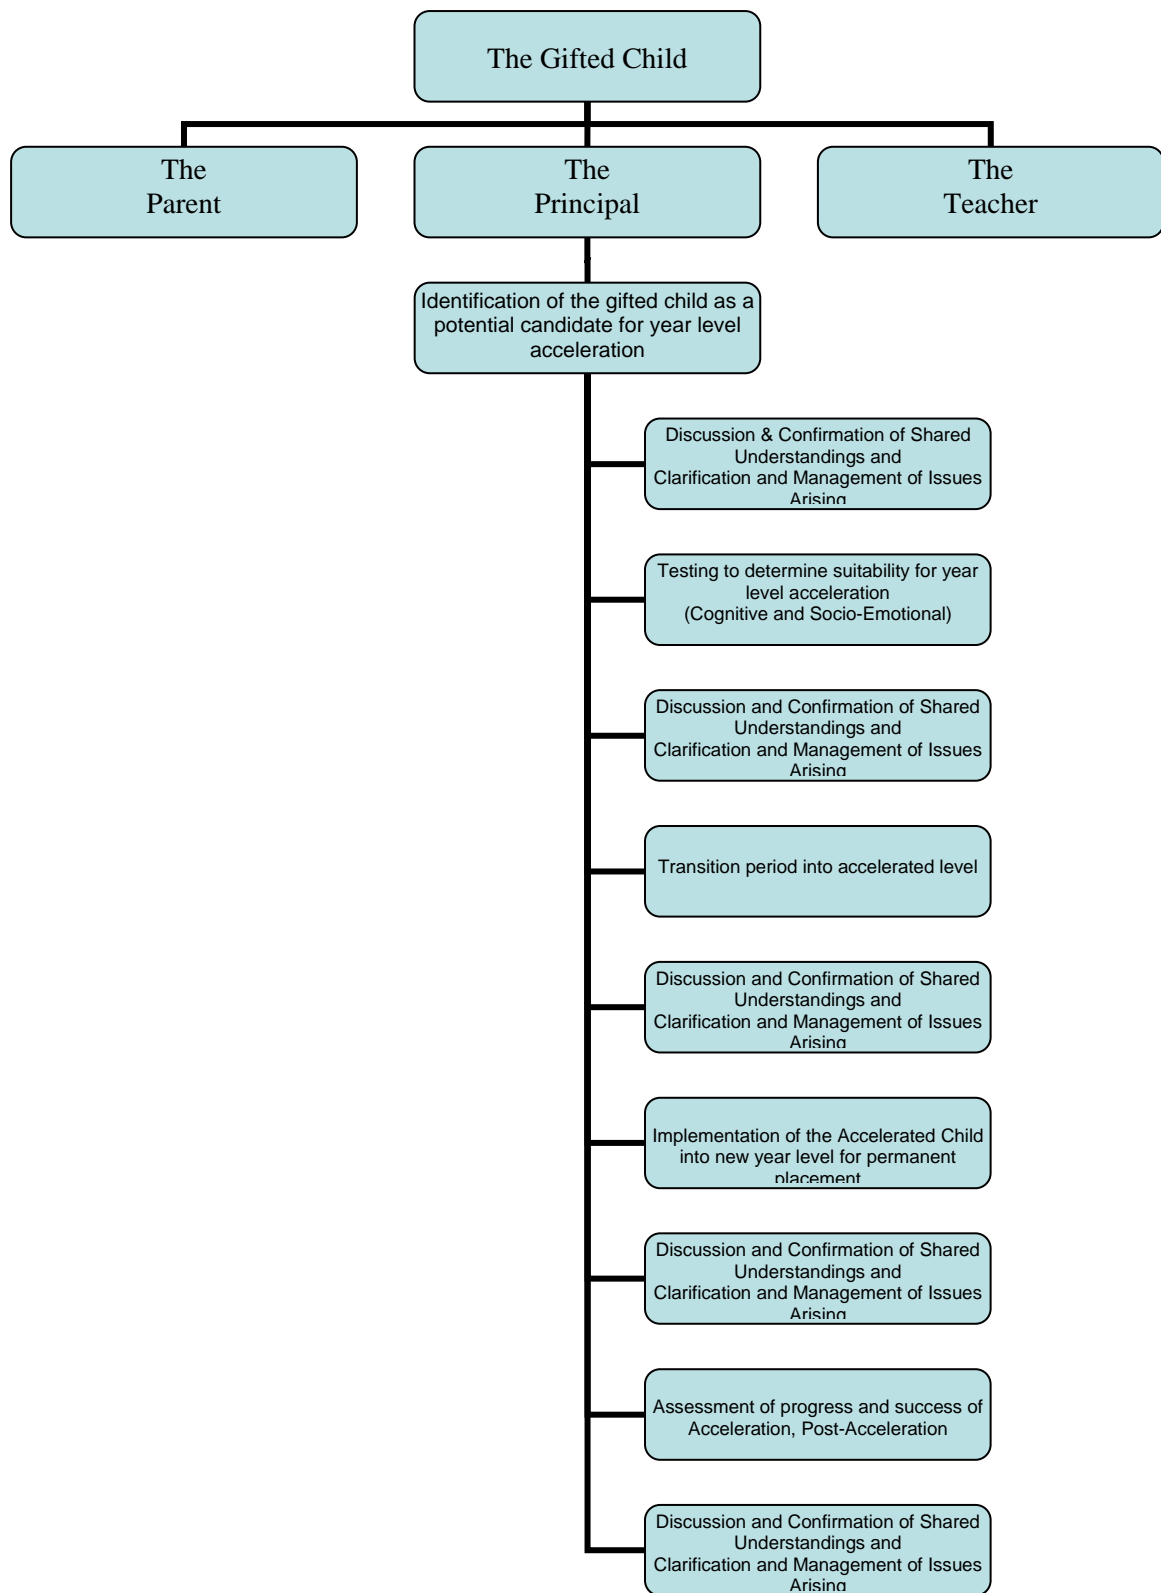 The Gifted Child
The
Parent
The
Principal
The
Teacher
Identification of the gifted child as a
potential candidate for year level
acceleration
Discussion & Confirmation of Shared
Understandings and
Clarification and Management of Issues
Arising
Testing to determine suitability for year
level acceleration
(Cognitive and Socio-Emotional)
Discussion and Confirmation of Shared
Understandings and
Clarification and Management of Issues
Arising
Transition period into accelerated level
Discussion and Confirmation of Shared
Understandings and
Clarification and Management of Issues
Arising
Implementation of the Accelerated Child
into new year level for permanent
placement
Discussion and Confirmation of Shared
Understandings and
Clarification and Management of Issues
Arising
Assessment of progress and success of
Acceleration, Post-Acceleration
Discussion and Confirmation of Shared
Understandings and
Clarification and Management of Issues
Arising